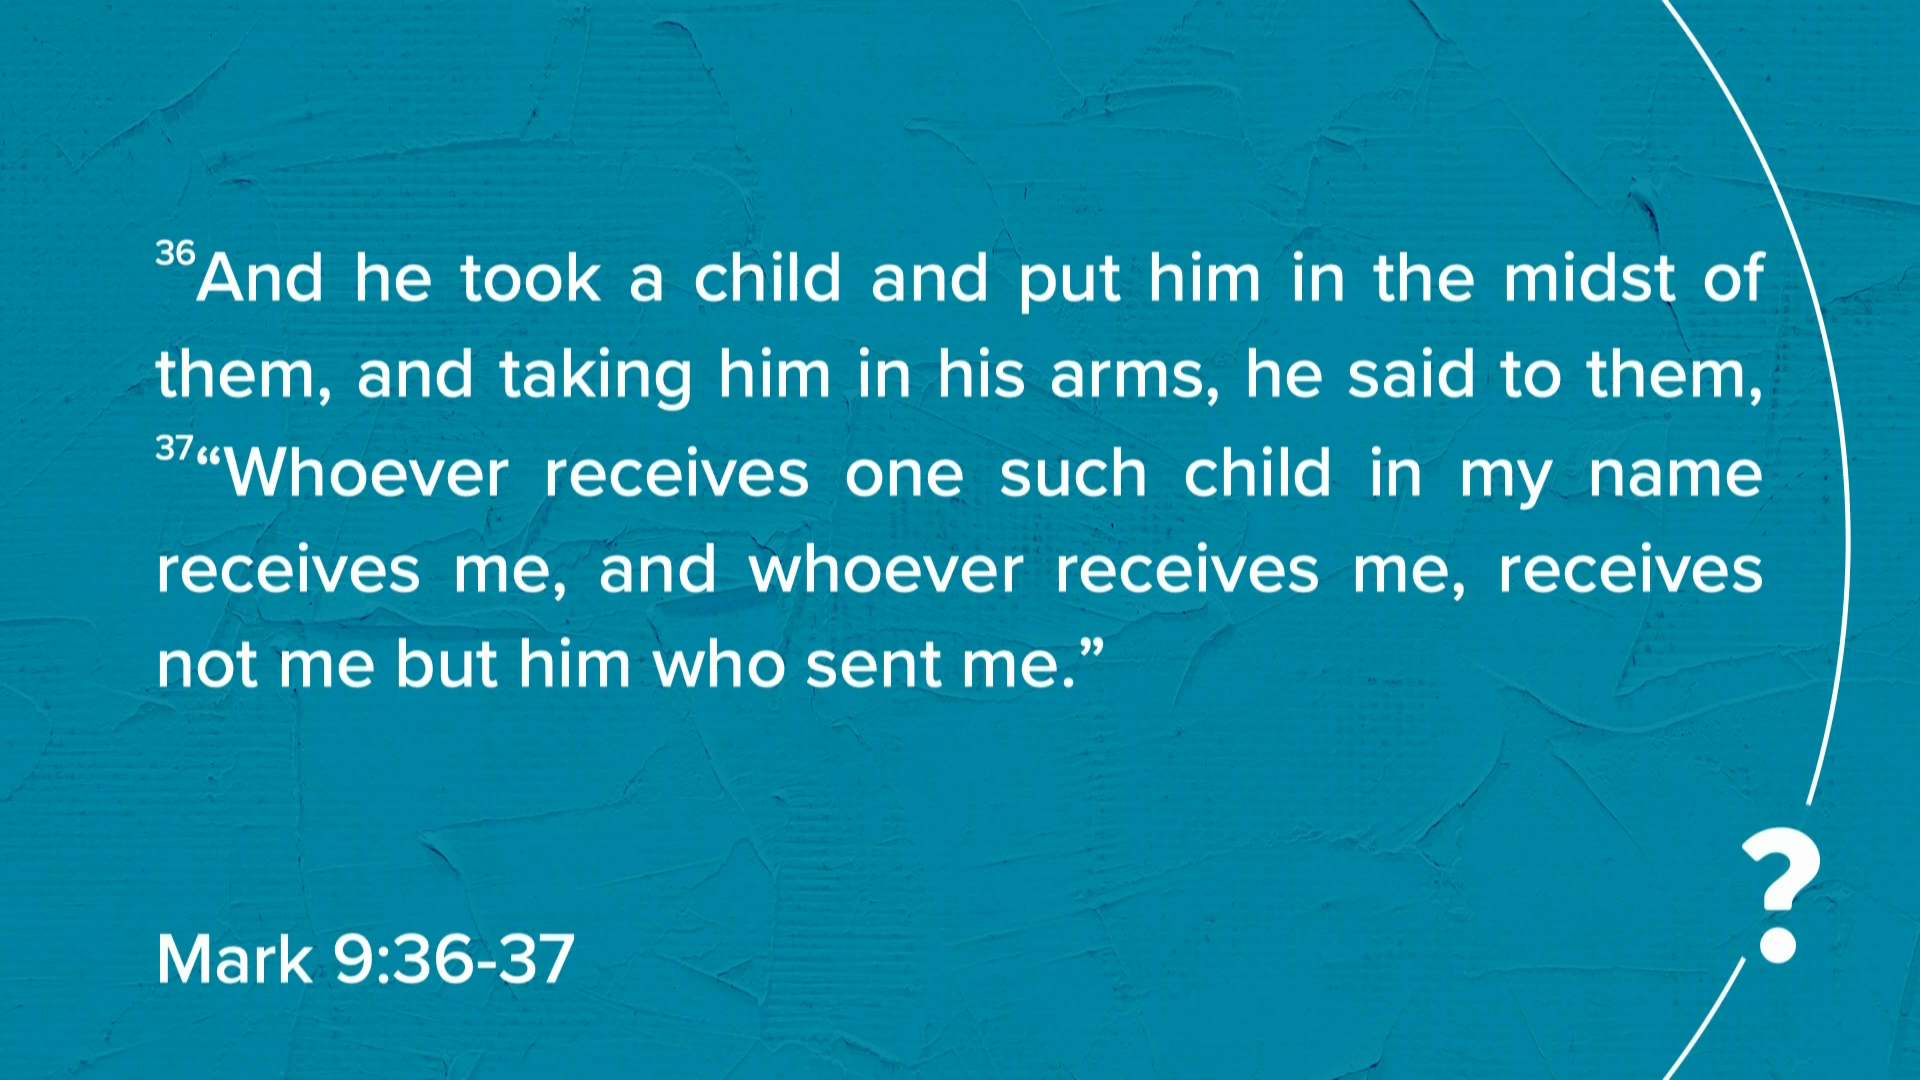 36And he took a child and put him in the midst of
them, and taking him in his arms, he said to them,
37“Whoever receives one such child in my name
receives me, and whoever receives me, receives
not me but him who sent me.”
?
Mark 9:36-37